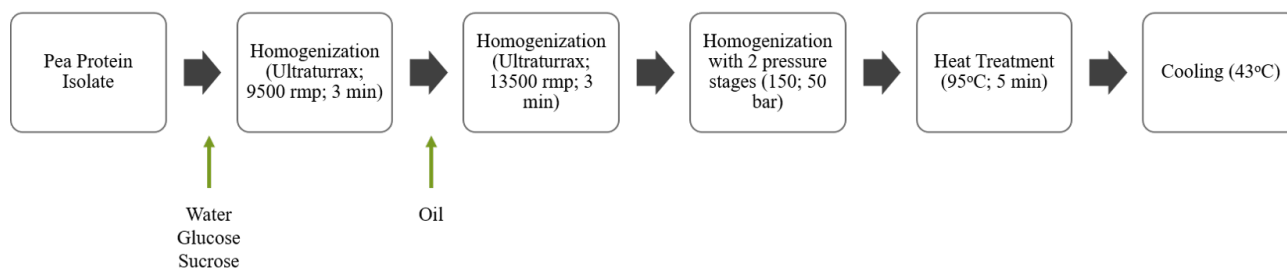 Pea Protein
Isolate
Homogenization
(Ultraturrax;
9500 rmp; 3 min)
Homogenization
(Ultraturrax;
13500 rmp; 3
min)
Homogenization
with 2 pressure
stages (150; 50
bar)
Heat Treatment
(95ºC; 5 min)
Cooling (43ºC)
Water
Glucose
Sucrose
Oil